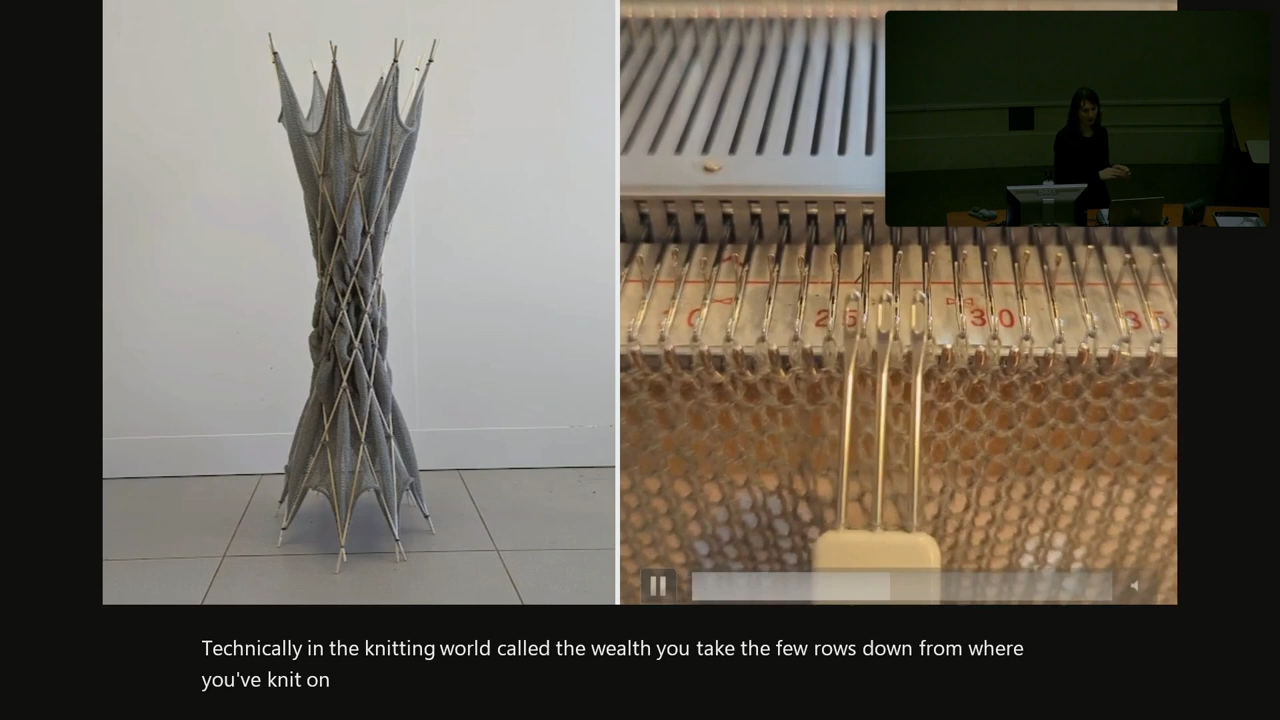 25 30 35
Technically in the knitting world called the wealth you take the few rows down from where
you've knit on